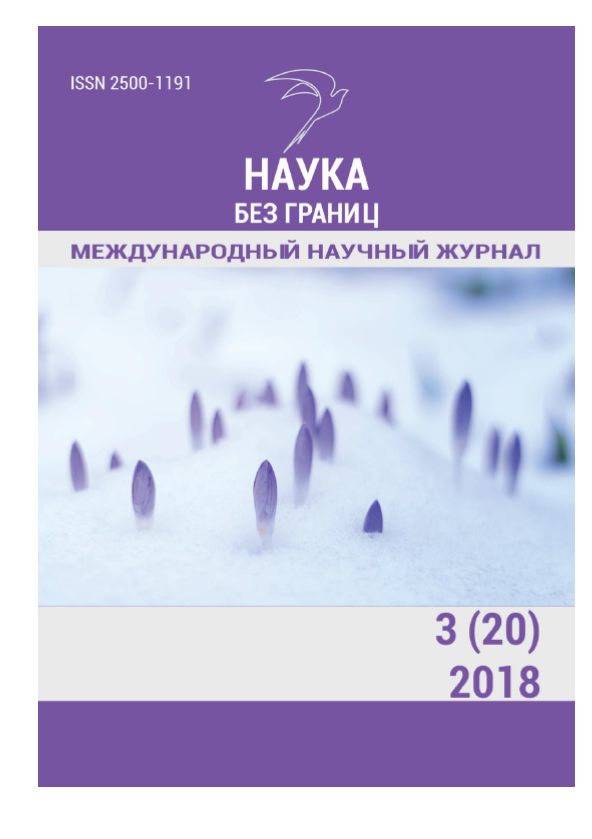 ISSN 2500-1191
НАУКА
БЕЗ ГРАНИЦ
МЕЖДУНАРОДНЫЙ НАУЧНЫЙ ЖУРНАЛ
3 (20)
2018